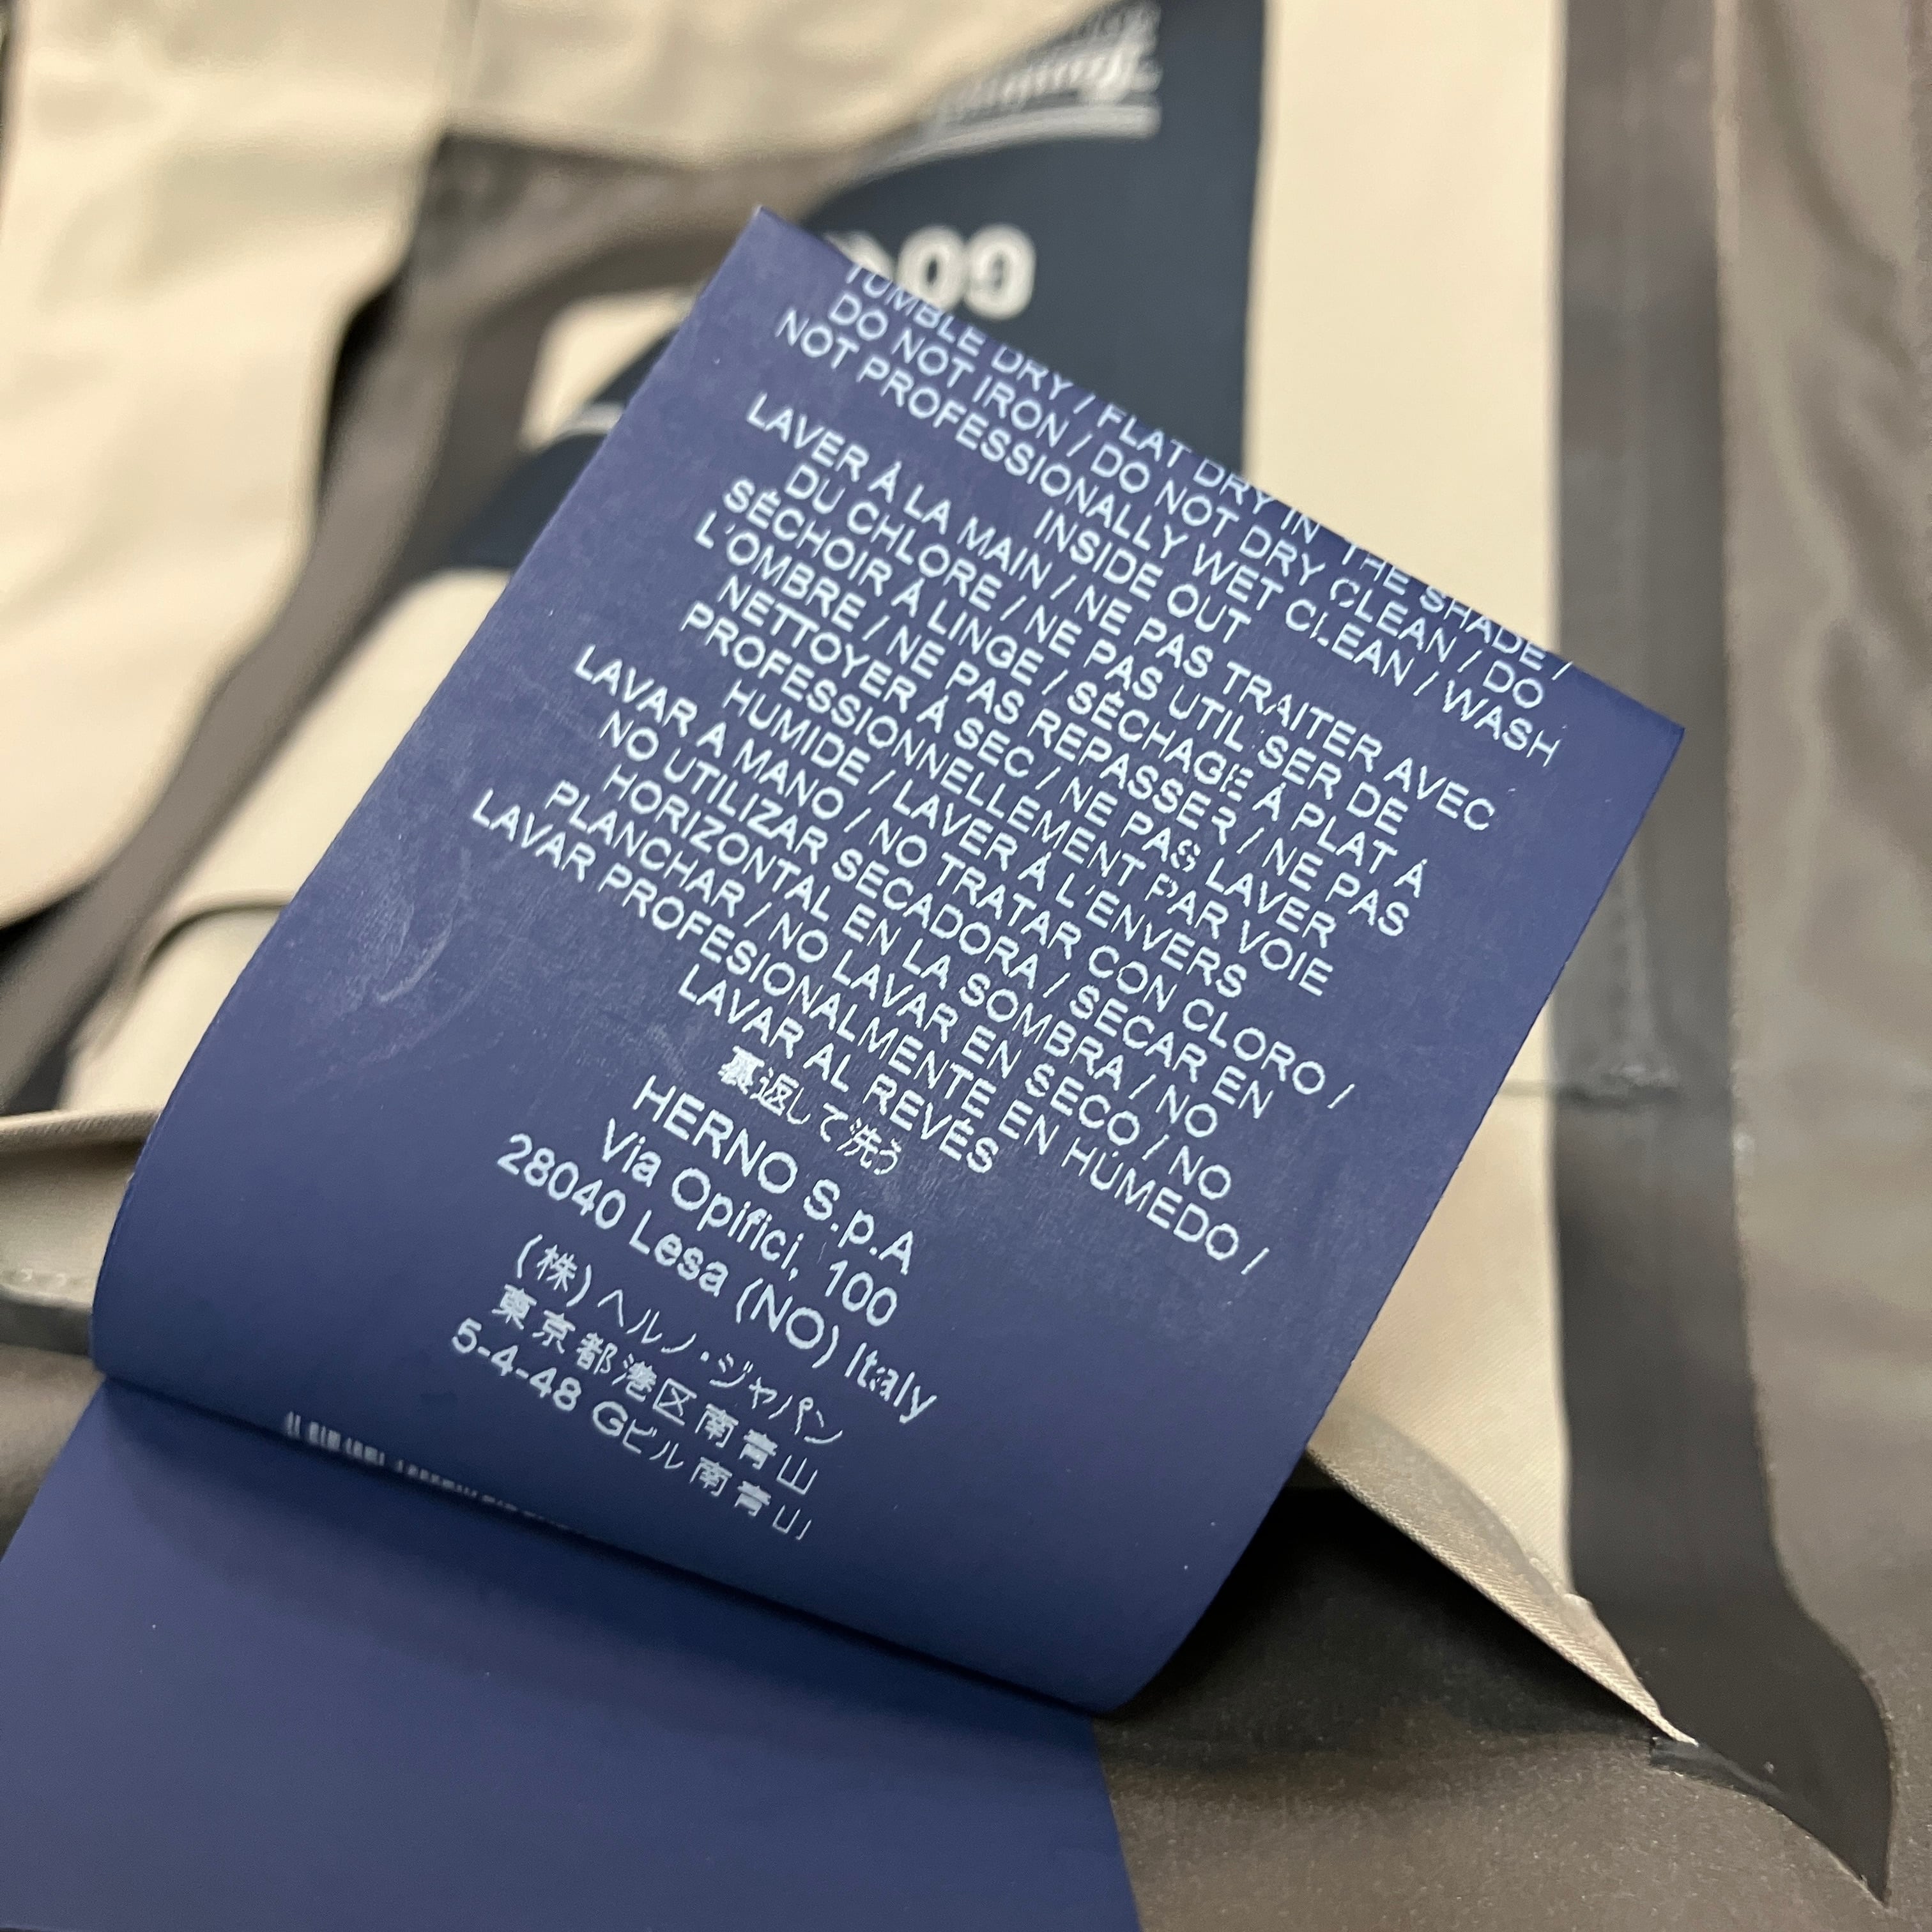 TUMBLE DRY / FLAT DRY IN THE SHADE /
DO NOT IRON / DO NOT DRY CLEAN / DO
NOT PROFESSIONALLY WET CLEAN / WASH
INSIDE OUT
LAVER À LA MAIN / NE PAS TRAITER AVEC
DU CHLORE / NE PAS UTILISER DE
SÉCHOIR À LINGE / SÉCHAGE À PLAT À
L'OMBRE / NE PAS REPASSER / NE PAS
NETTOYER À SEC / NE PAS LAVER
PROFESSIONNELLEMENT PAR VOIE
HUMIDE / LAVER À L'ENVERS
LAVAR A MANO / NO TRATAR CON CLORO /
NO UTILIZAR SECADORA / SECAR EN
HORIZONTAL EN LA SOMBRA / NO
PLANCHAR / NO LAVAR EN SECO / NO
LAVAR PROFESIONALMENTE EN HÚMEDO /
LAVAR AL REVÉS
裏返して洗う
HERNO S.p.A
Via Opifici, 100
28040 Lesa (NO) Italy
(株) ヘルノ・ジャパン
東京都港区南青山
5-4-48 Gビル南青山